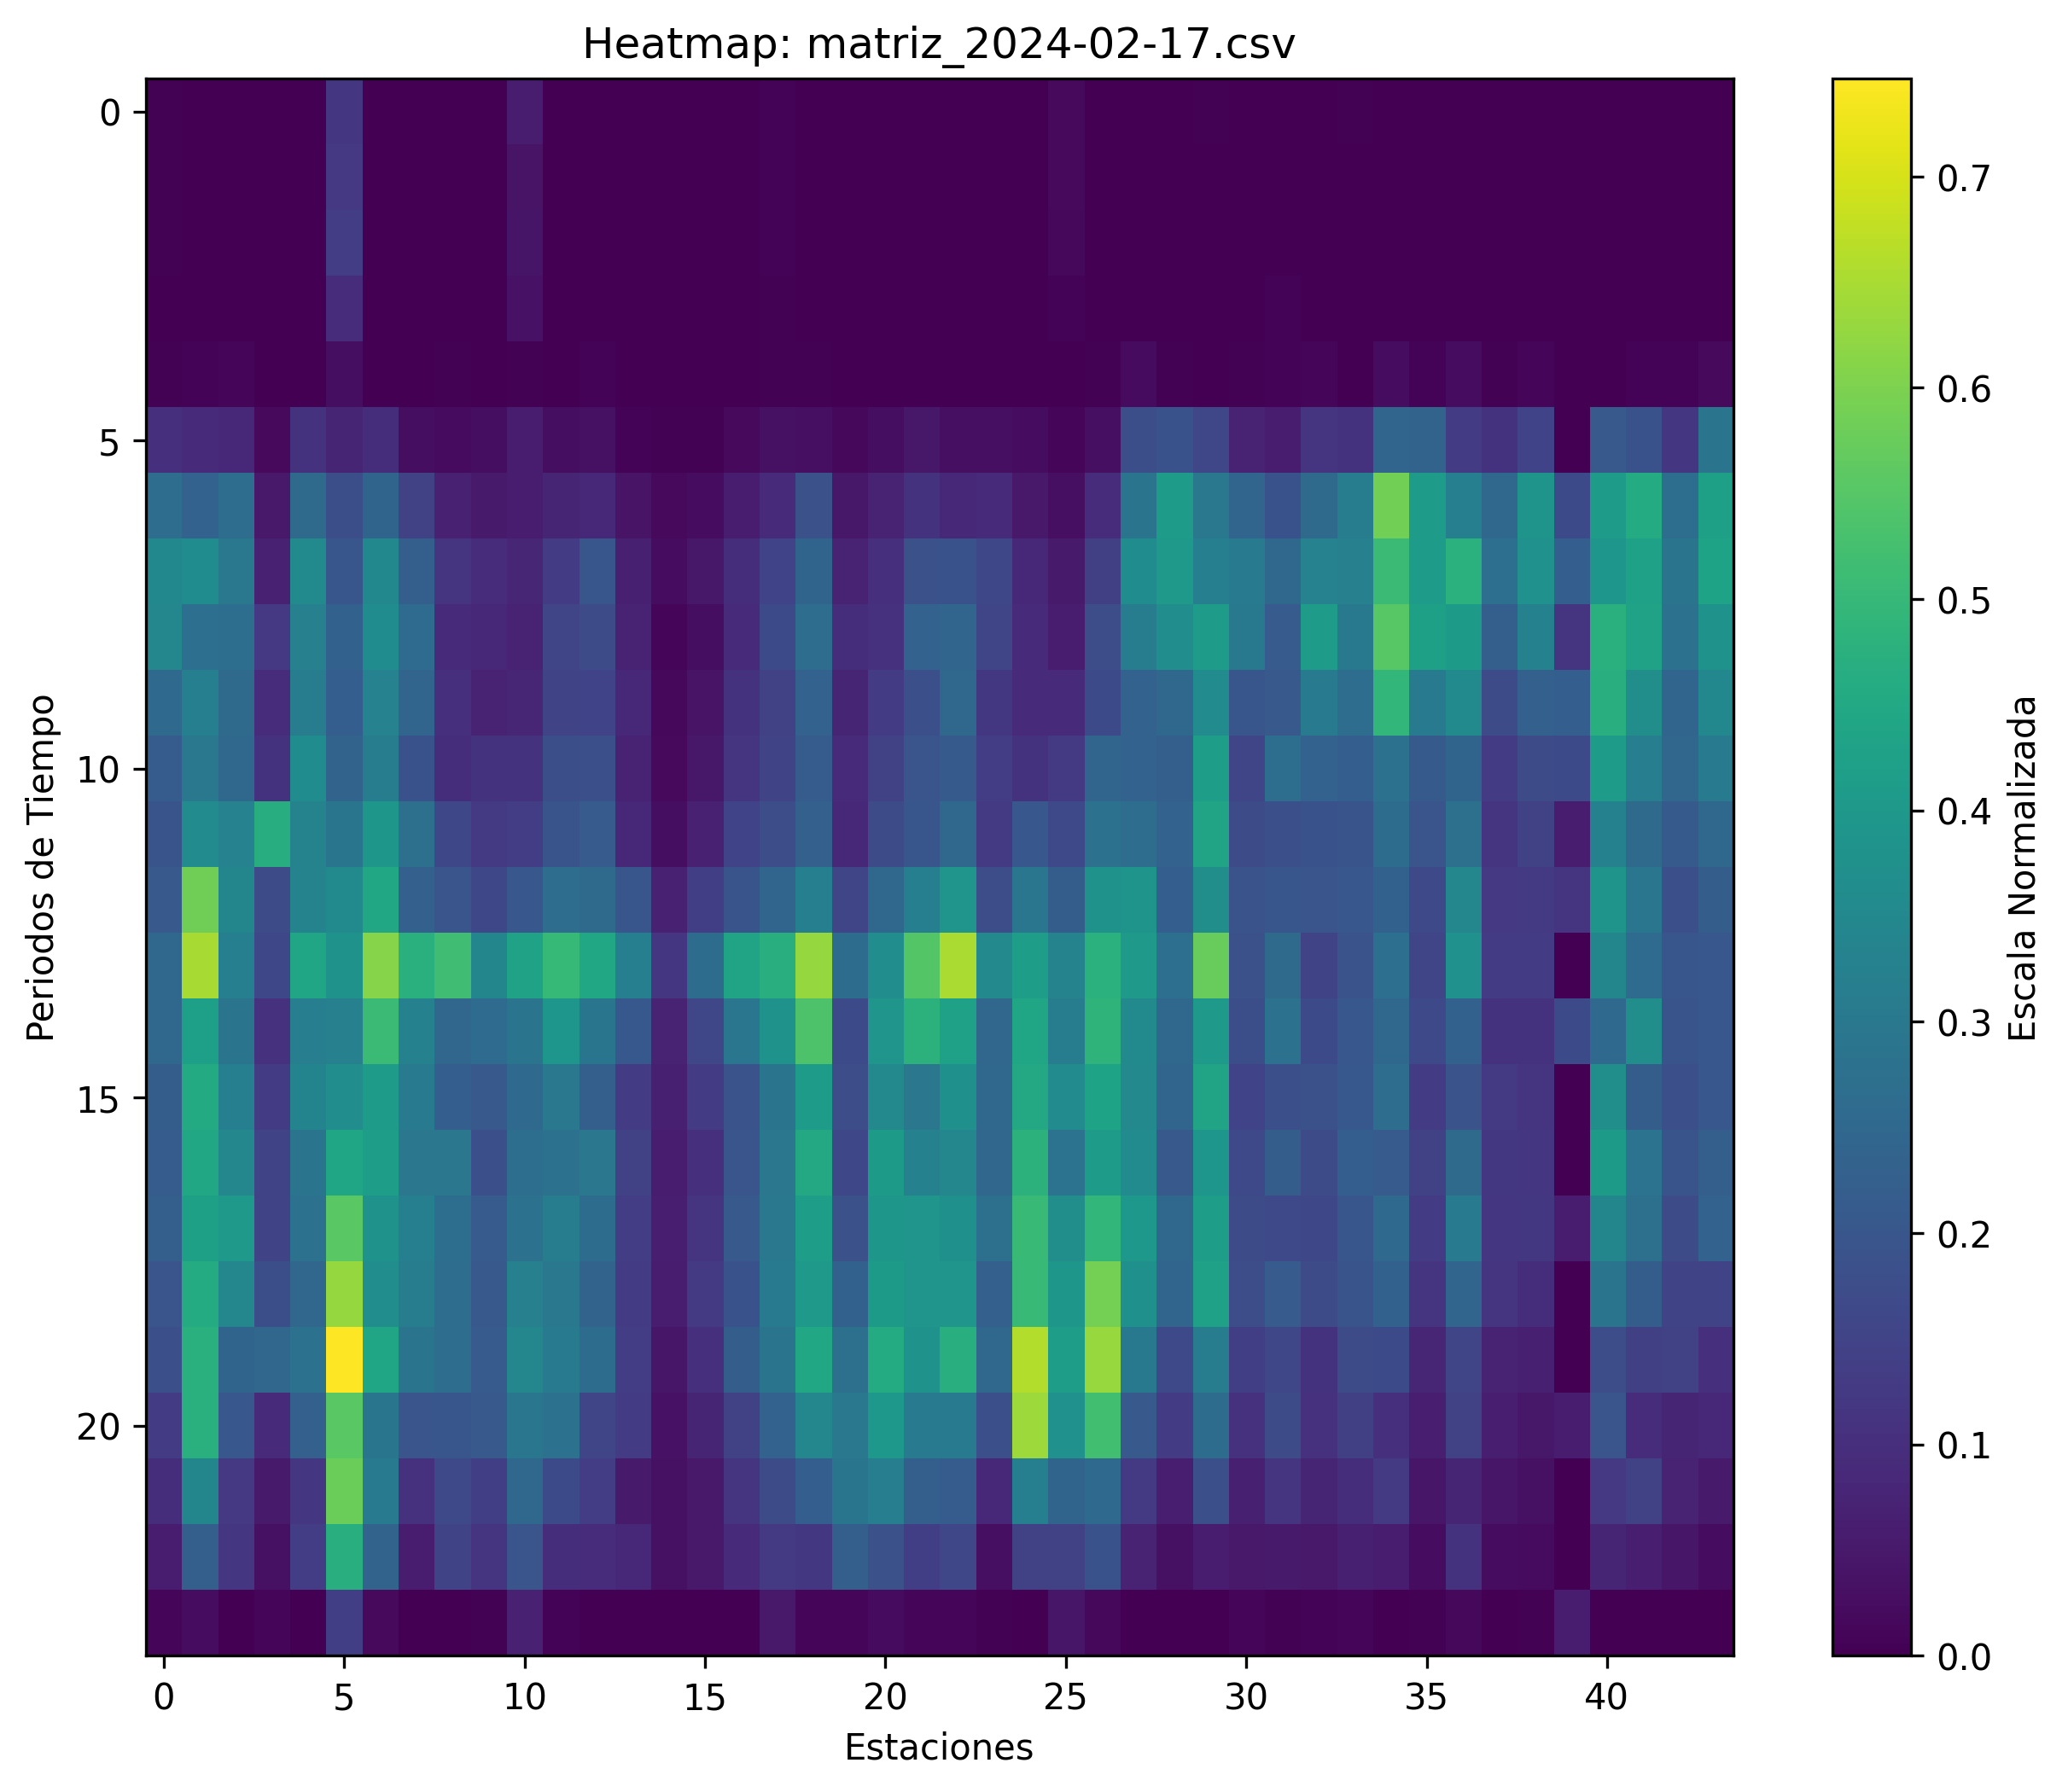 Heatmap: matriz_2024-02-17.csv
Periodos de Tiempo
0
5
10
15
20
0 5 10 15 20 25 30 35 40
Estaciones
0.7
0.6
0.5
0.4
0.3
0.2
0.1
0.0
Escala Normalizada